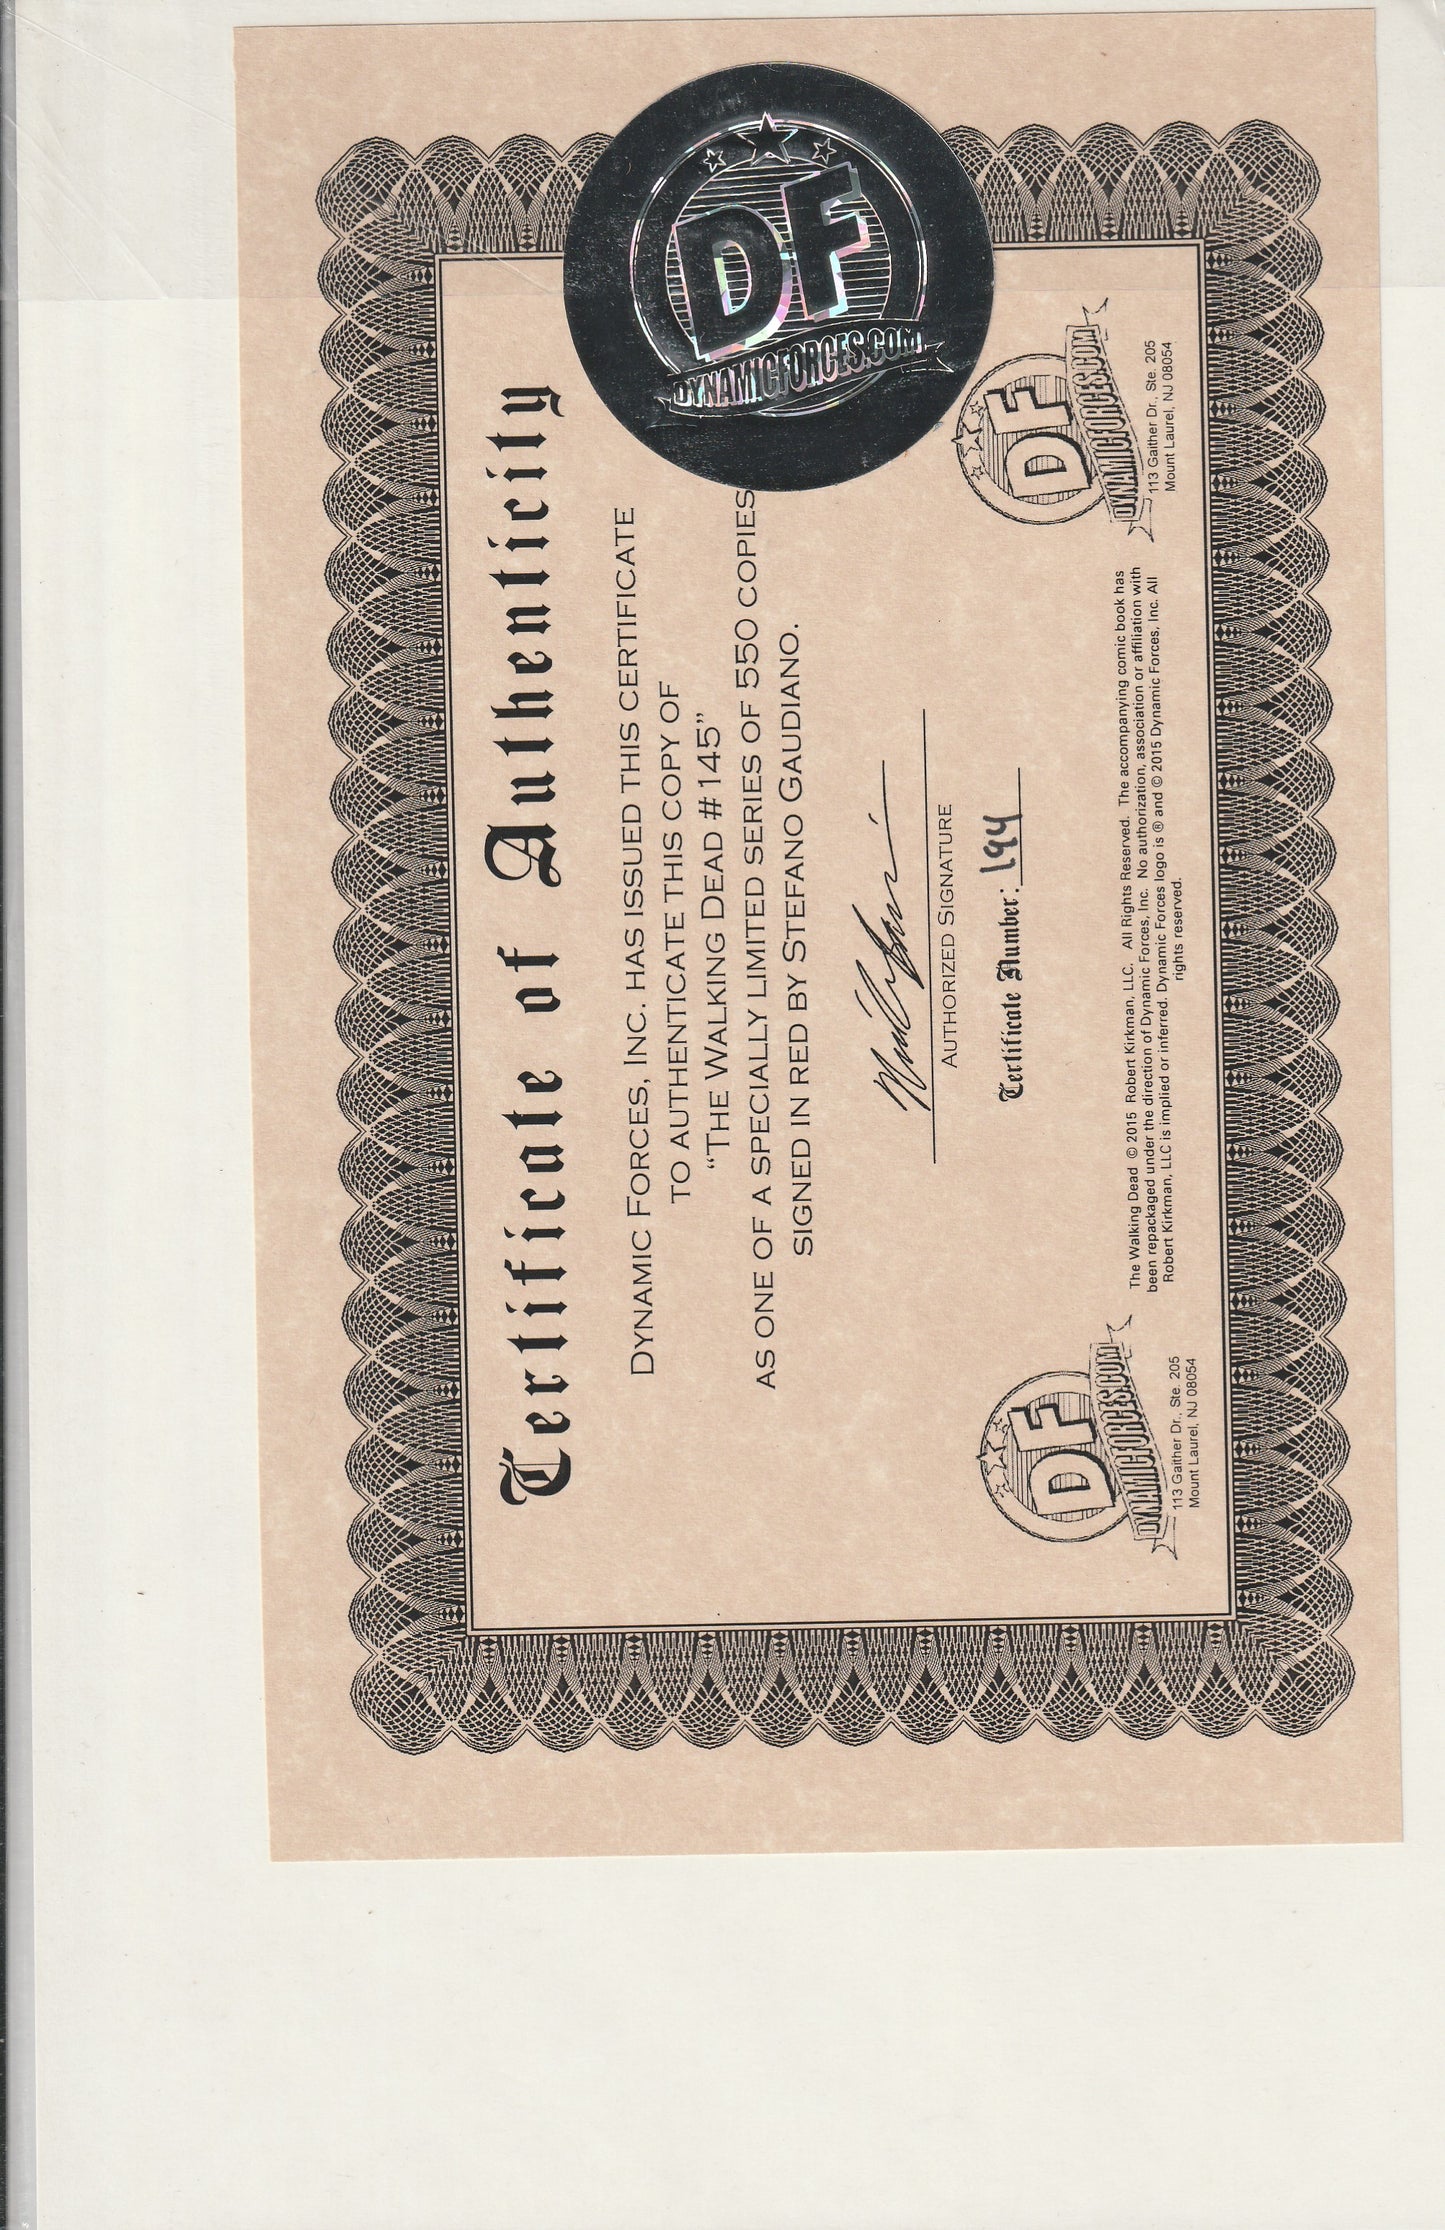 Certificate of Authenticity
DYNAMIC FORCES, INC. HAS ISSUED THIS CERTIFICATE
TO AUTHENTICATE THIS COPY OF
“THE WALKING DEAD #145”
AS ONE OF A SPECIALLY LIMITED SERIES OF 550 COPIES
SIGNED IN RED BY STEFANO GAUDIANO.
AUTHORIZED SIGNATURE
Certificate Number: 194
DF
DYNAMICFORCES.COM
113 Gaither Dr., Ste. 205
Mount Laurel, NJ 08054
The Walking Dead © 2015 Robert Kirkman, LLC. All Rights Reserved. The accompanying comic book has
been repackaged under the direction of Dynamic Forces, Inc. No authorization, association or affiliation with
Robert Kirkman, LLC is implied or inferred. Dynamic Forces logo is ® and © 2015 Dynamic Forces, Inc. All
rights reserved.
DF
DYNAMICFORCES.COM
113 Gaither Dr., Ste. 205
Mount Laurel, NJ 08054
DF
DYNAMICFORCES.COM